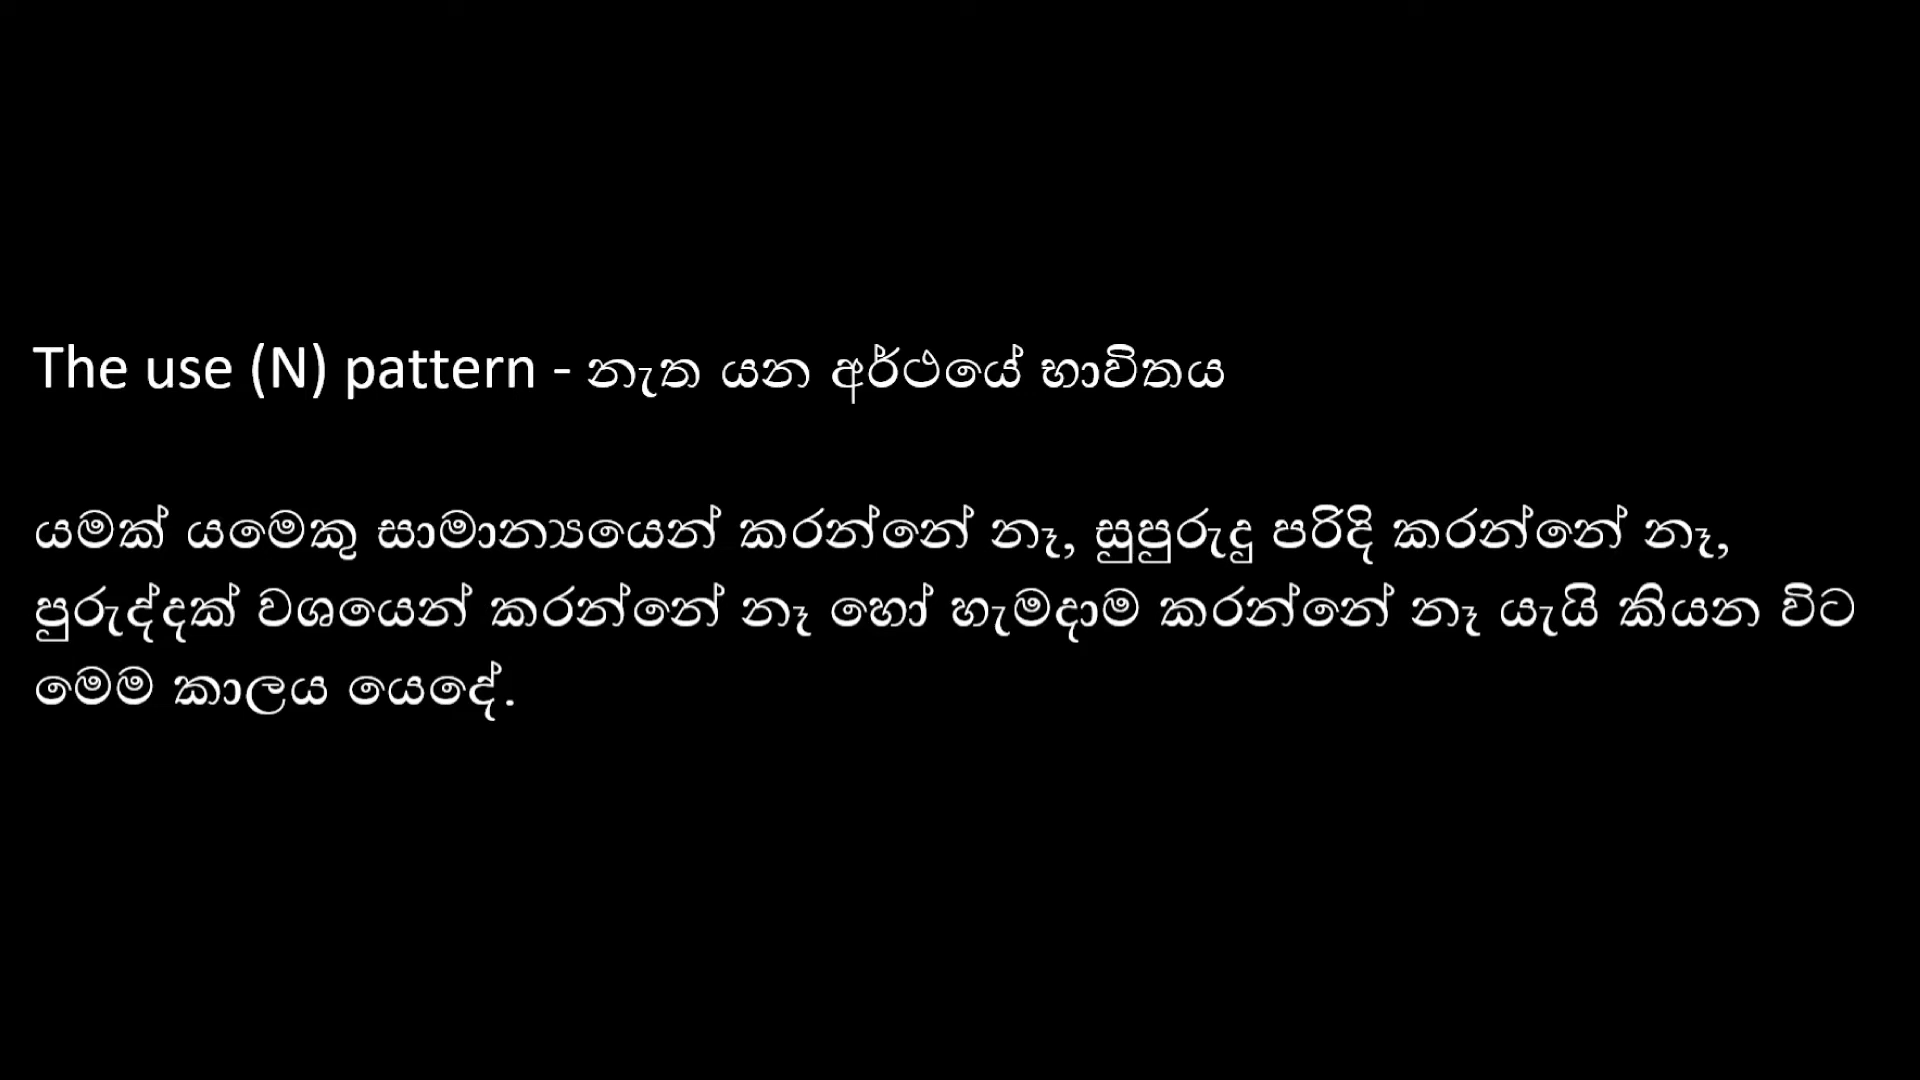 The use (N) pattern - නැත යන අර්ථයේ භාවිතය
යමක් යමෙකු සාමාන්‍යයෙන් කරන්නේ නෑ, සුපුරුදු පරිදි කරන්නේ නෑ,
පුරුද්දක් වශයෙන් කරන්නේ නෑ හෝ හැමදාම කරන්නේ නෑ යැයි කියන විට
මෙම කාලය යෙදේ.